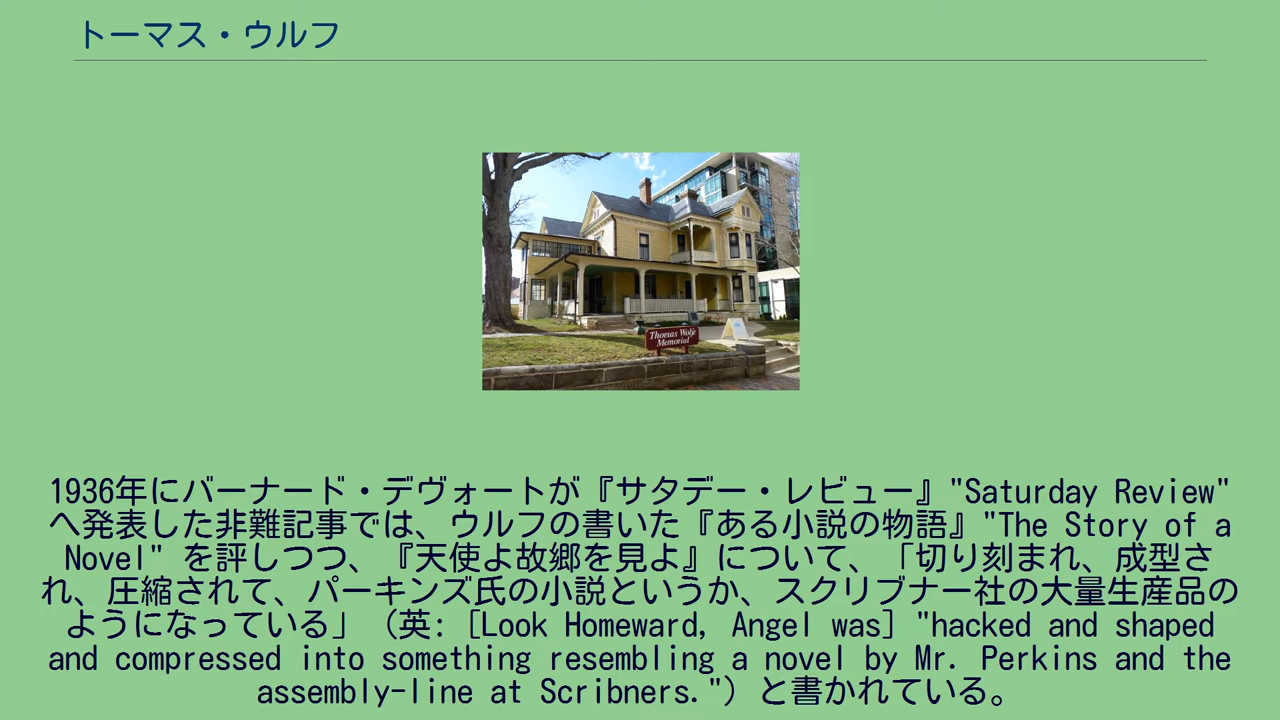 トーマス・ウルフ
Thomas Wolfe
Memorial
1936年にバーナード・デヴォートが『サタデー・レビュー』"Saturday Review"
へ発表した非難記事では、ウルフの書いた『ある小説の物語』"The Story of a
Novel" を評しつつ、『天使よ故郷を見よ』について、「切り刻まれ、成型さ
れ、圧縮されて、パーキンズ氏の小説というか、スクリブナー社の大量生産品の
ようになっている」（英: [Look Homeward, Angel was] "hacked and shaped
and compressed into something resembling a novel by Mr. Perkins and the
assembly-line at Scribners."）と書かれている。